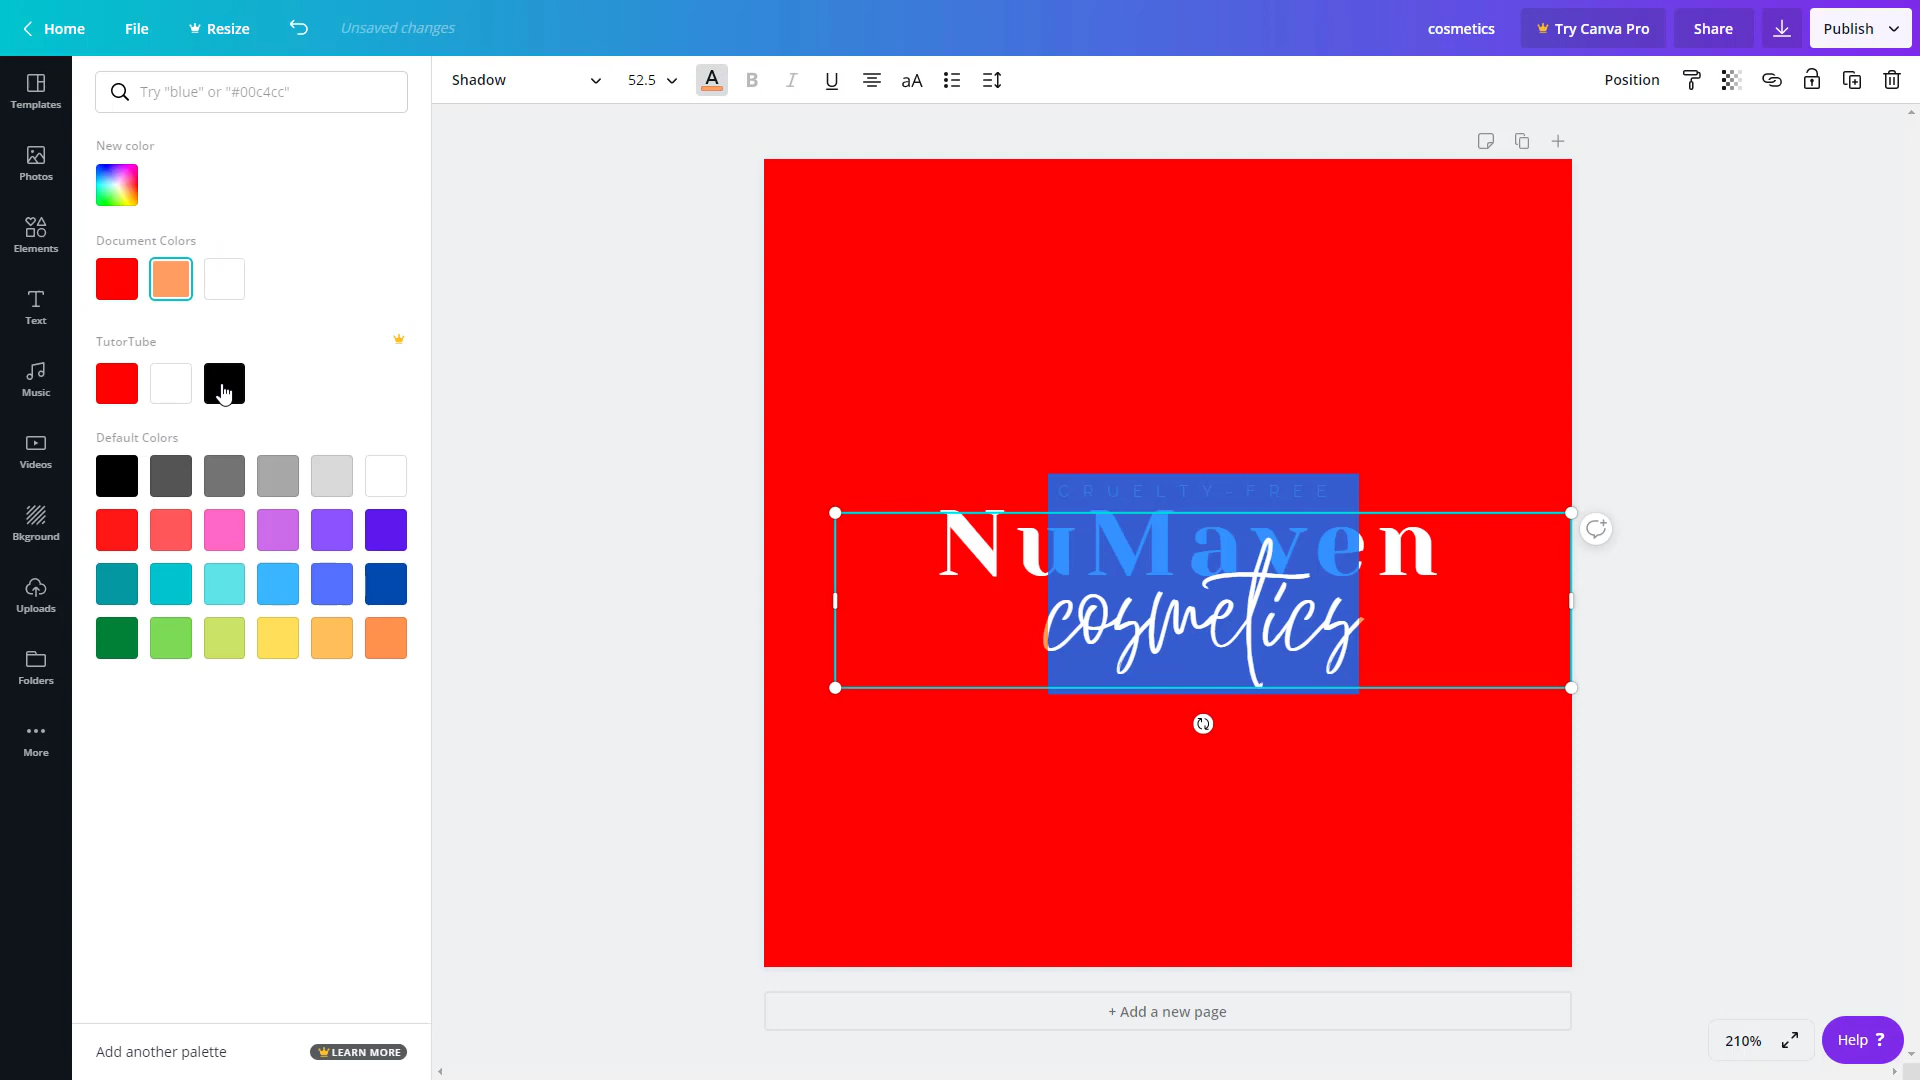 Home File Resize Unsaved changes cosmetics Try Canva Pro Share Publish
Templates
Photos
Elements
Text
Music
Videos
Bkground
Uploads
Folders
More
Try "blue" or "#00c4cc"
New color
Document Colors
TutorTube
Default Colors
Add another palette LEARN MORE
Shadow 52.5 A B I U aA Position
CRUELTY-FREE
NuMaven
cosmetics
+ Add a new page
210% Help ?